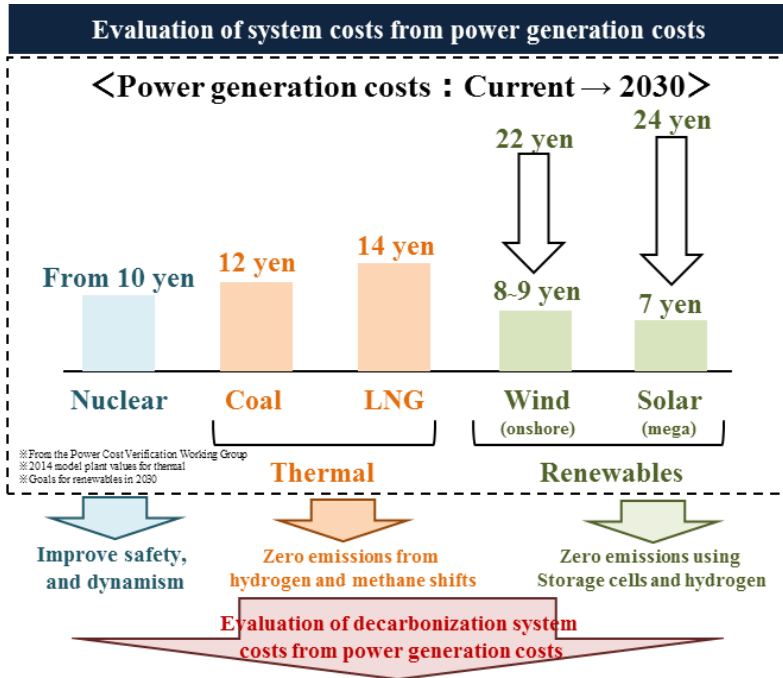 Evaluation of system costs from power generation costs
<Power generation costs：Current → 2030>
22 yen
24 yen
From 10 yen
12 yen
14 yen
8~9 yen
7 yen
Nuclear
Coal
LNG
Wind
(onshore)
Solar
(mega)
※From the Power Cost Verification Working Group
※2014 model plant values for thermal
※Goals for renewables in 2030
Thermal
Renewables
Improve safety,
and dynamism
Zero emissions from
hydrogen and methane shifts
Zero emissions using
Storage cells and hydrogen
Evaluation of decarbonization system
costs from power generation costs